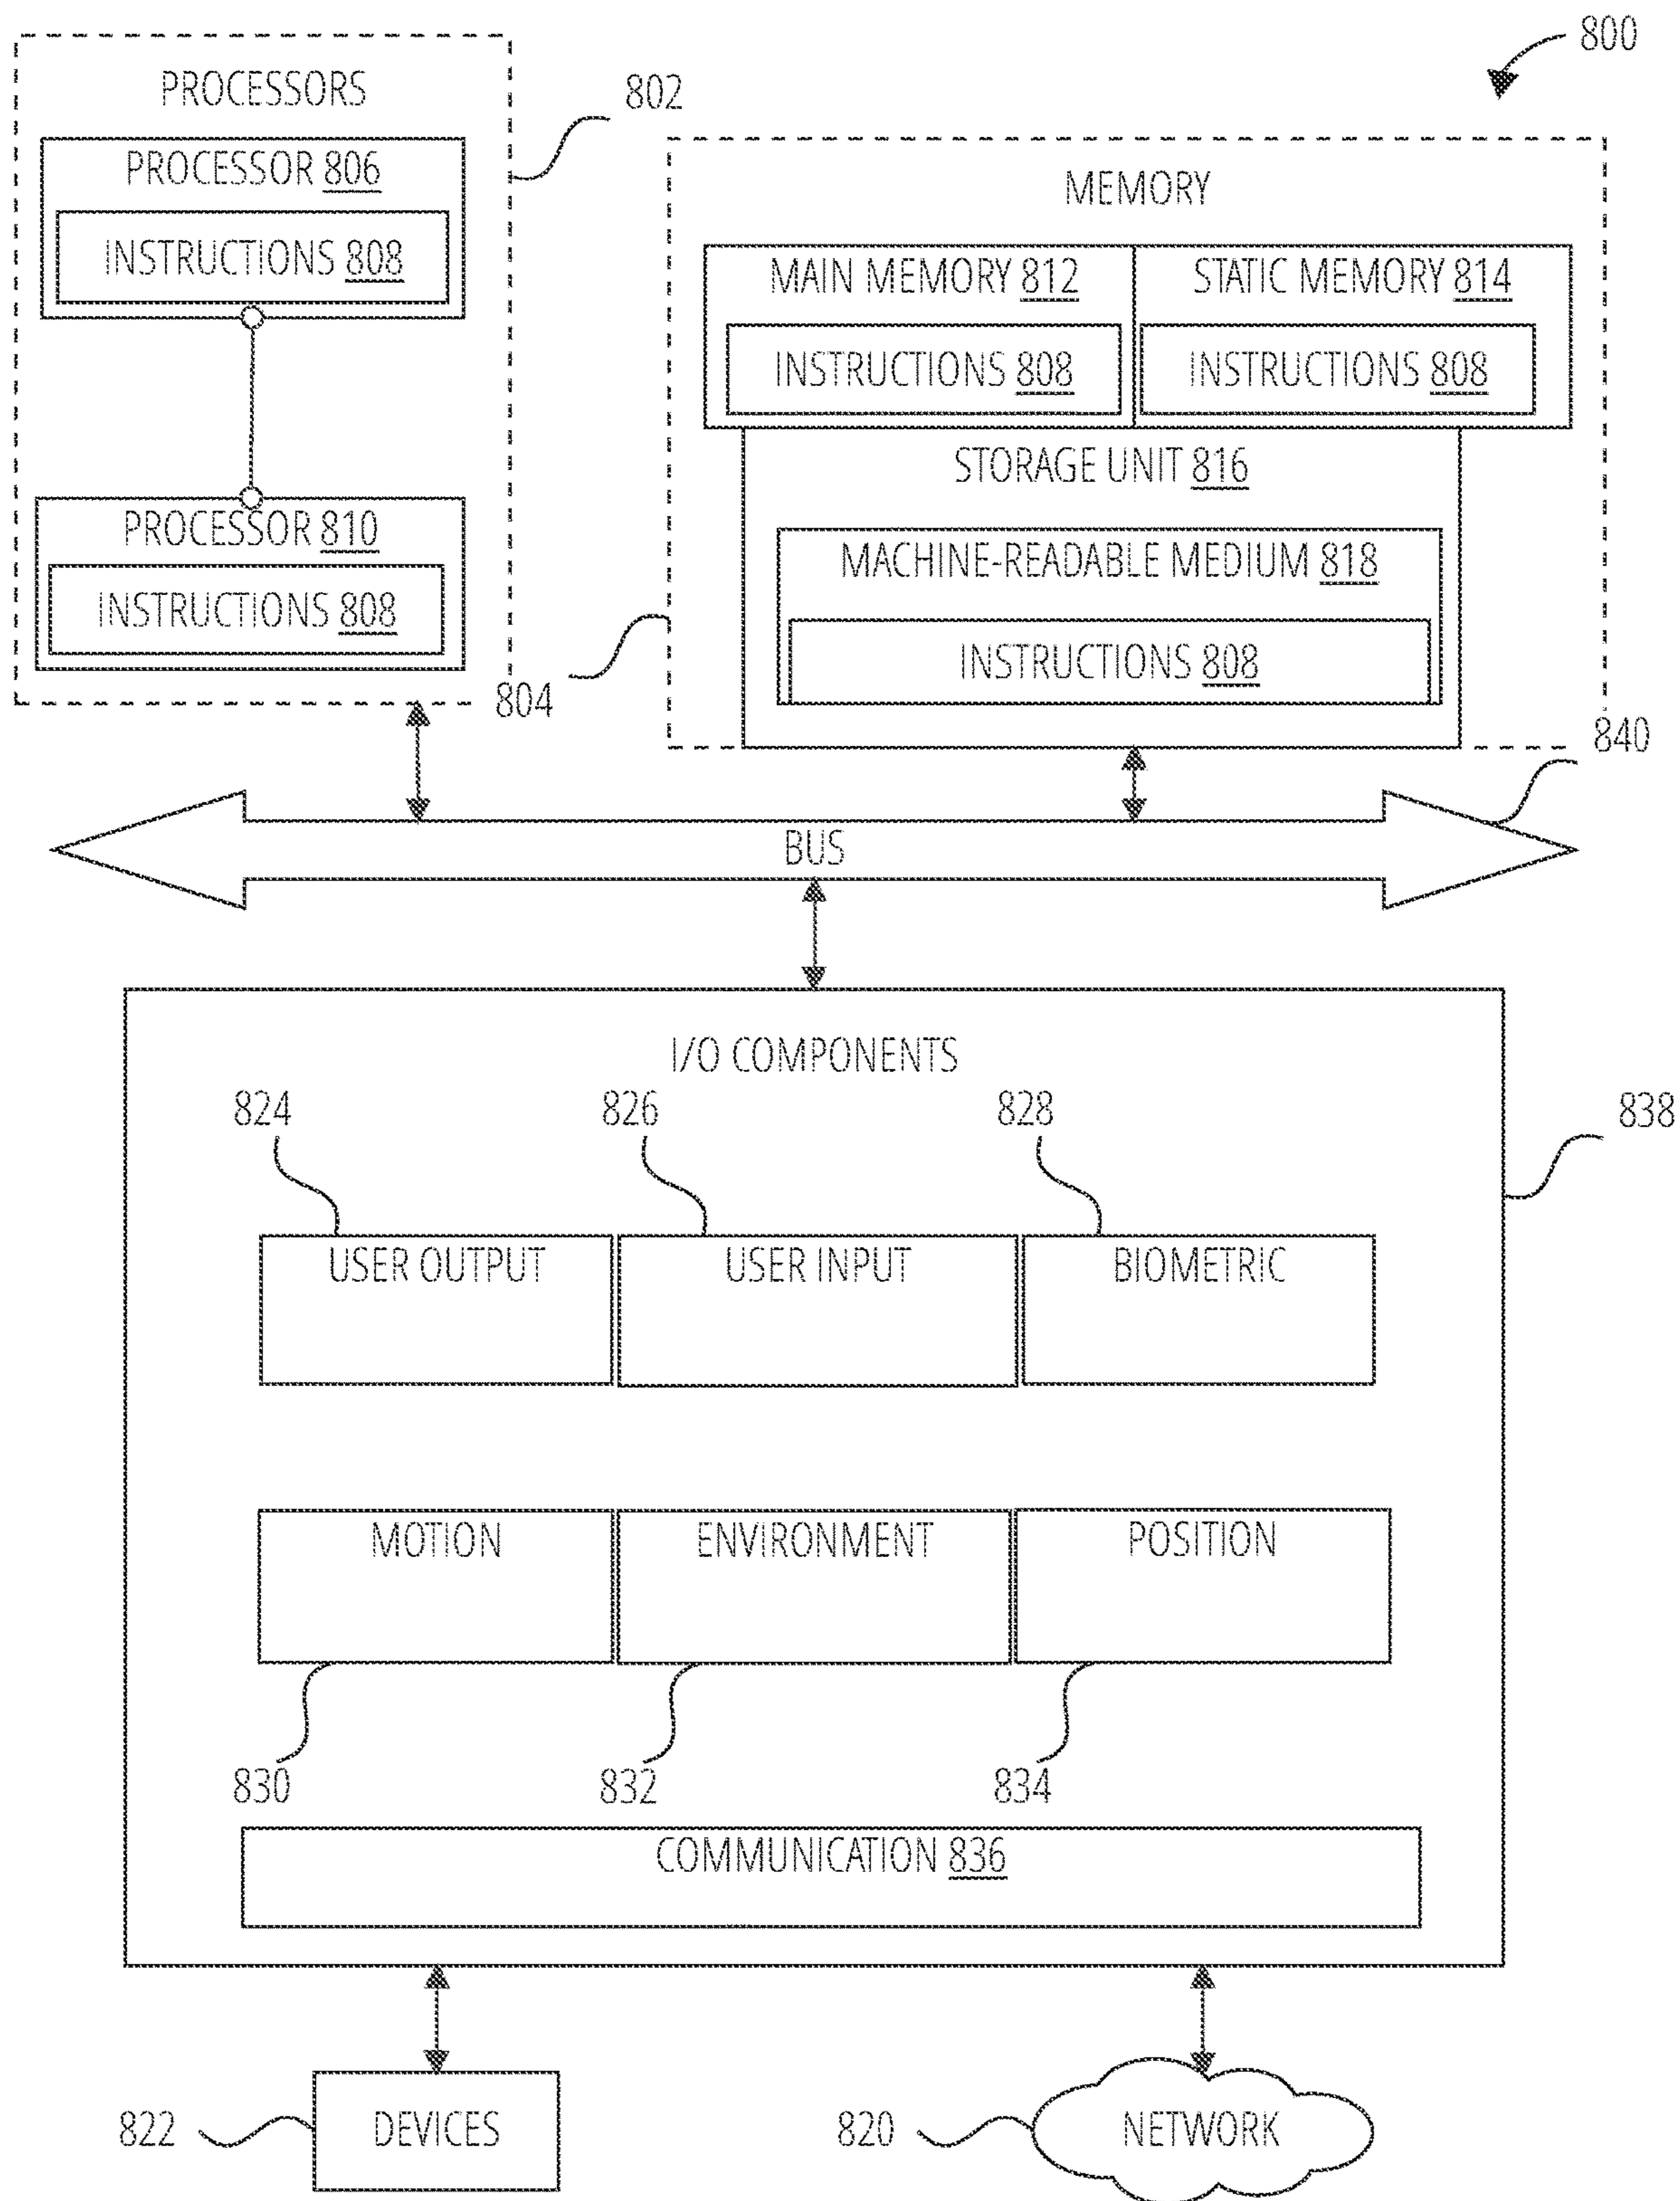 800
PROCESSORS
802
PROCESSOR 806
INSTRUCTIONS 808
PROCESSOR 810
INSTRUCTIONS 808
804
MEMORY
MAIN MEMORY 812
INSTRUCTIONS 808
STATIC MEMORY 814
INSTRUCTIONS 808
STORAGE UNIT 816
MACHINE-READABLE MEDIUM 818
INSTRUCTIONS 808
840
BUS
I/O COMPONENTS
838
824
826
828
USER OUTPUT
USER INPUT
BIOMETRIC
MOTION
ENVIRONMENT
POSITION
830
832
834
COMMUNICATION 836
822
DEVICES
820
NETWORK